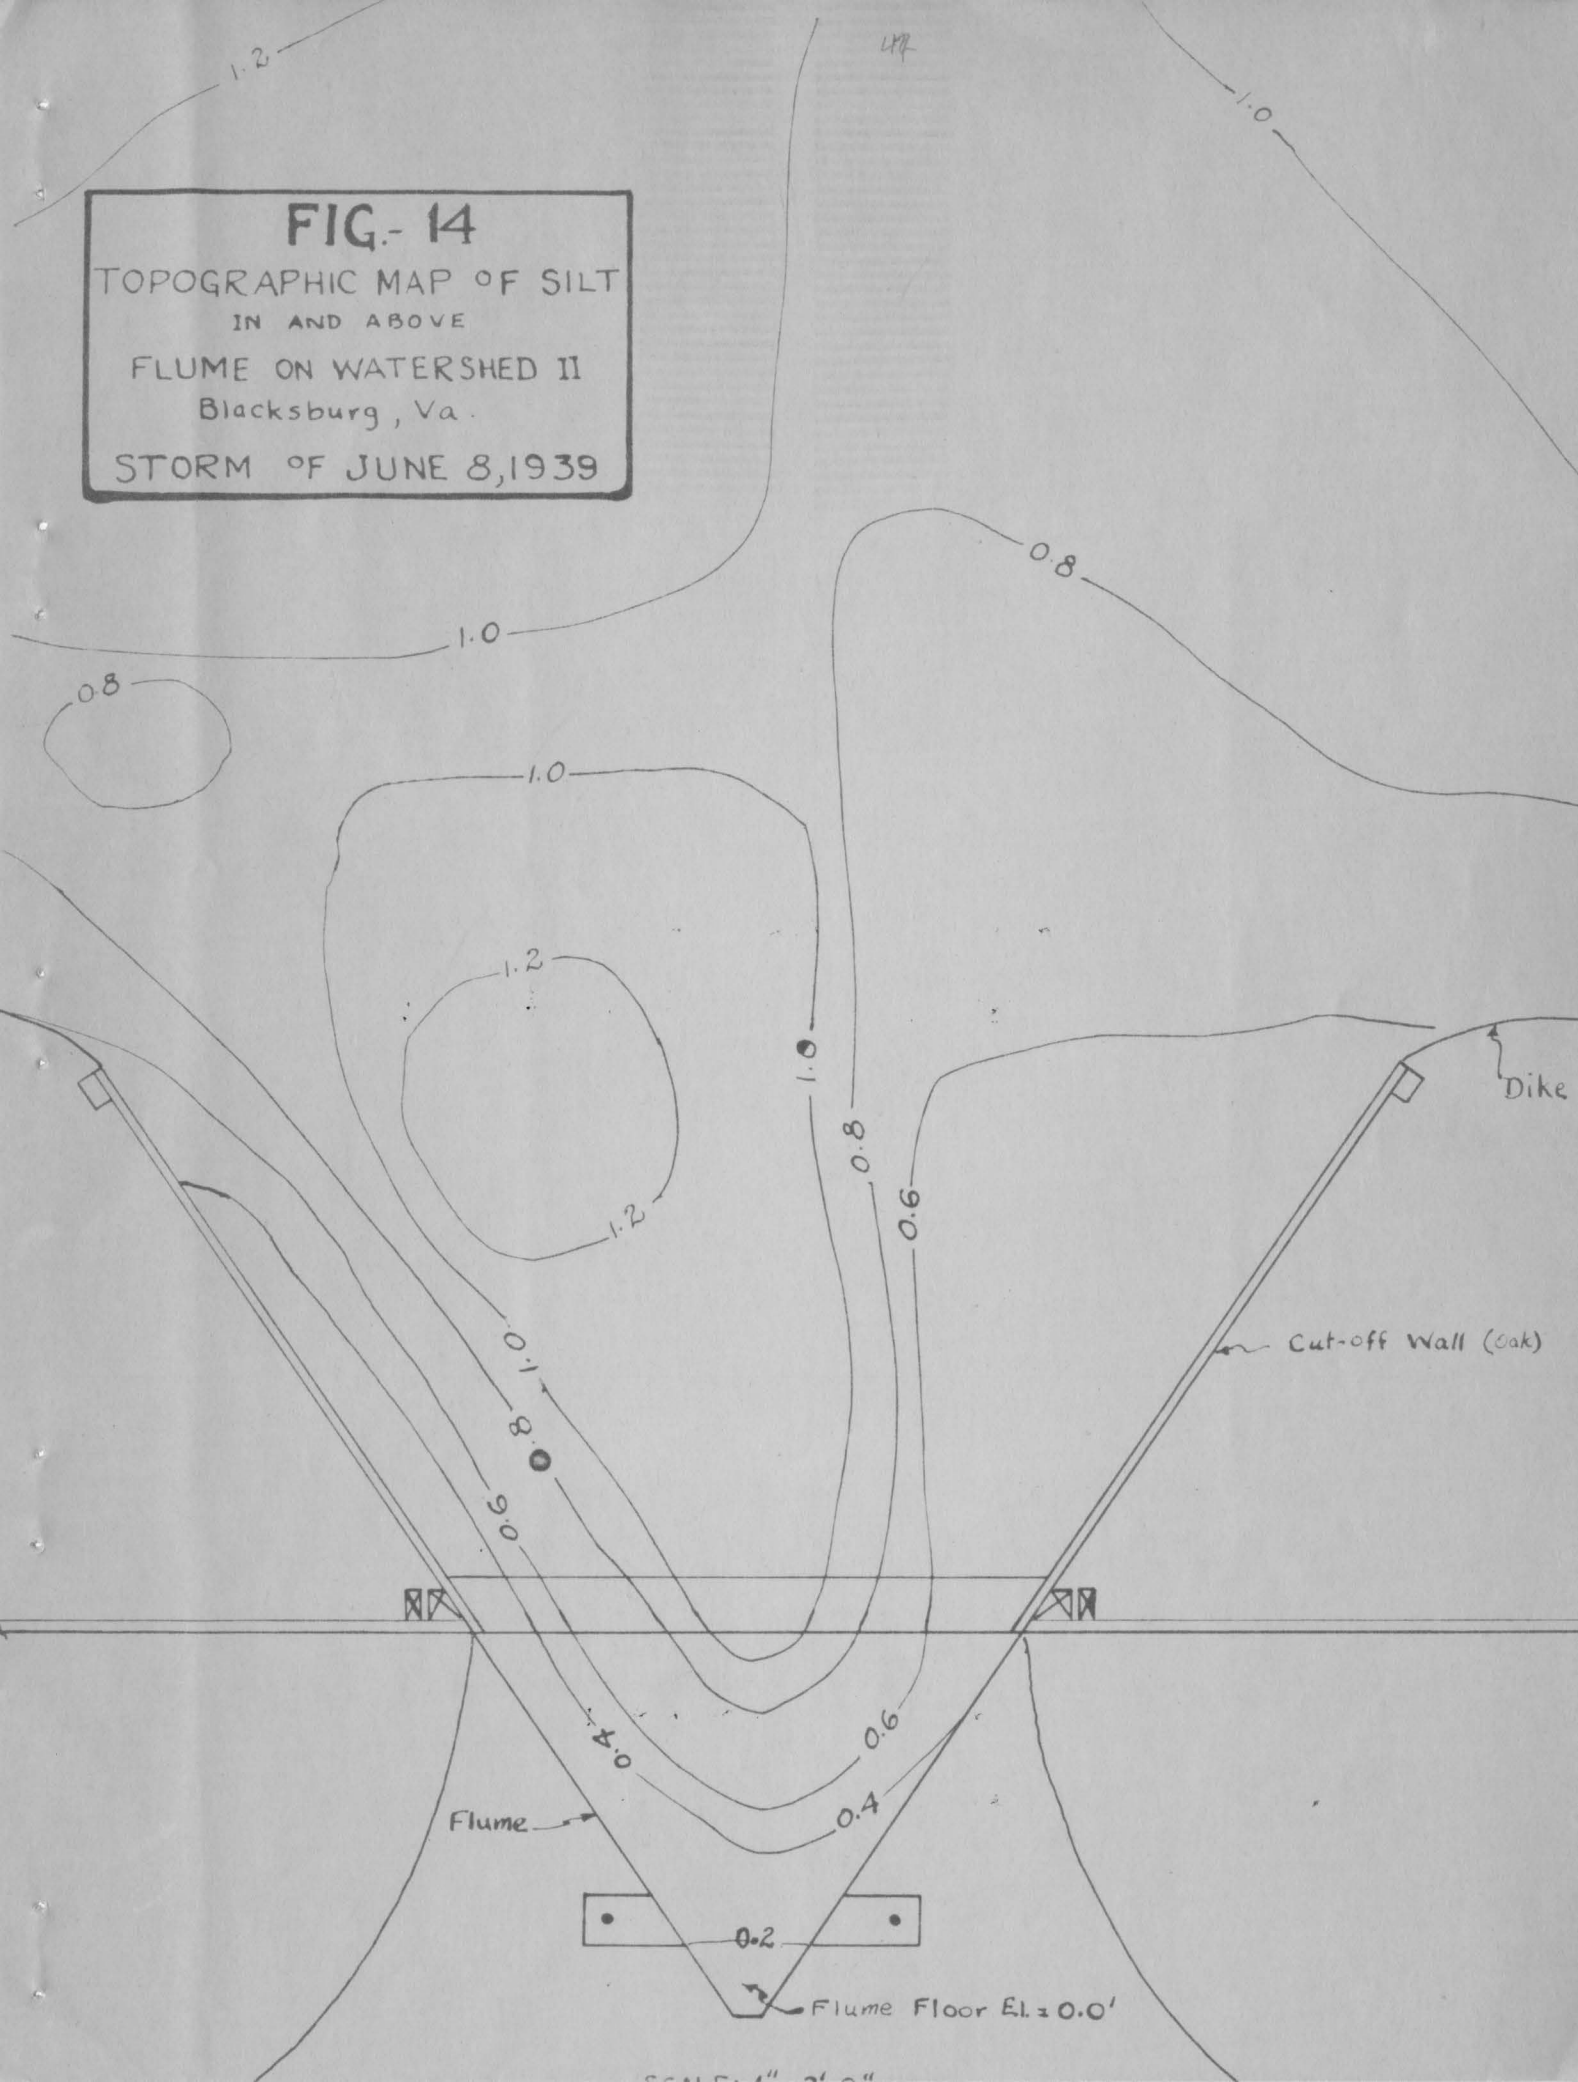 1.2
1.0
FIG.- 14
TOPOGRAPHIC MAP OF SILT
IN AND ABOVE
FLUME ON WATERSHED II
Blacksburg, Va.
STORM OF JUNE 8, 1939
0.8
1.0
0.8
1.0
1.2
1.0
Dike
0.8
0.6
1.2
1.0
Cut-off Wall (Oak)
0.8
0.6
0.4
0.6
Flume
0.4
0.2
Flume Floor El. = 0.0'